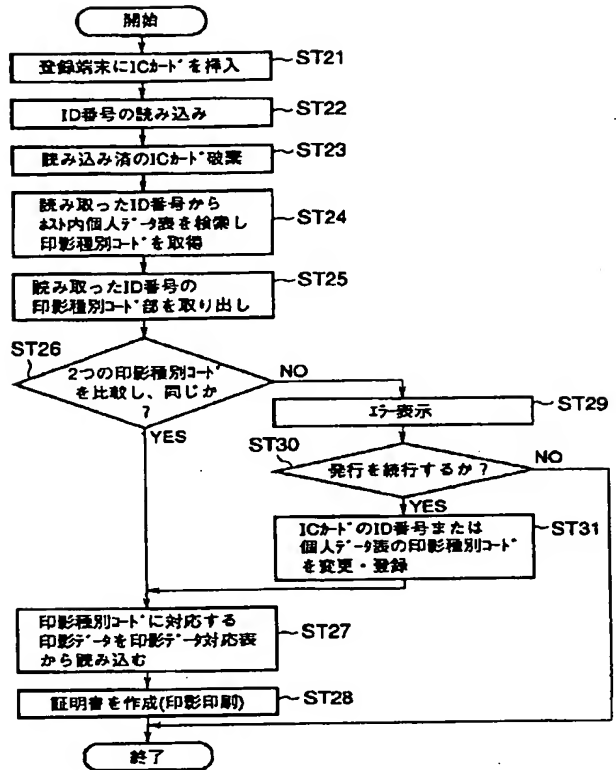 開始
登録端末にICカードを挿入
ST21
ID番号の読み込み
ST22
読み込み済のICカード破棄
ST23
読み取ったID番号から
ホスト内個人データ表を検索し
印影種別コードを取得
ST24
読み取ったID番号の
印影種別コード部を取り出し
ST25
ST26
2つの印影種別コード
を比較し、同じか
?
NO
YES
エラー表示
ST29
ST30
発行を続行するか?
NO
YES
ICカードのID番号または
個人データ表の印影種別コード
を変更・登録
ST31
印影種別コードに対応する
印影データを印影データ対応表
から読み込む
ST27
証明書を作成(印影印刷)
ST28
終了